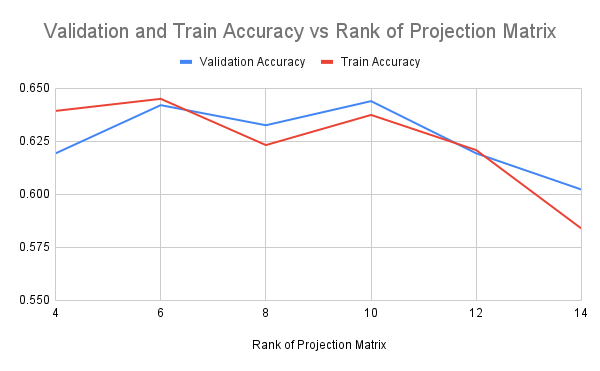 Validation and Train Accuracy vs Rank of Projection Matrix
Validation Accuracy Train Accuracy
0.650
0.625
0.600
0.575
0.550
4 6 8 10 12 14
Rank of Projection Matrix